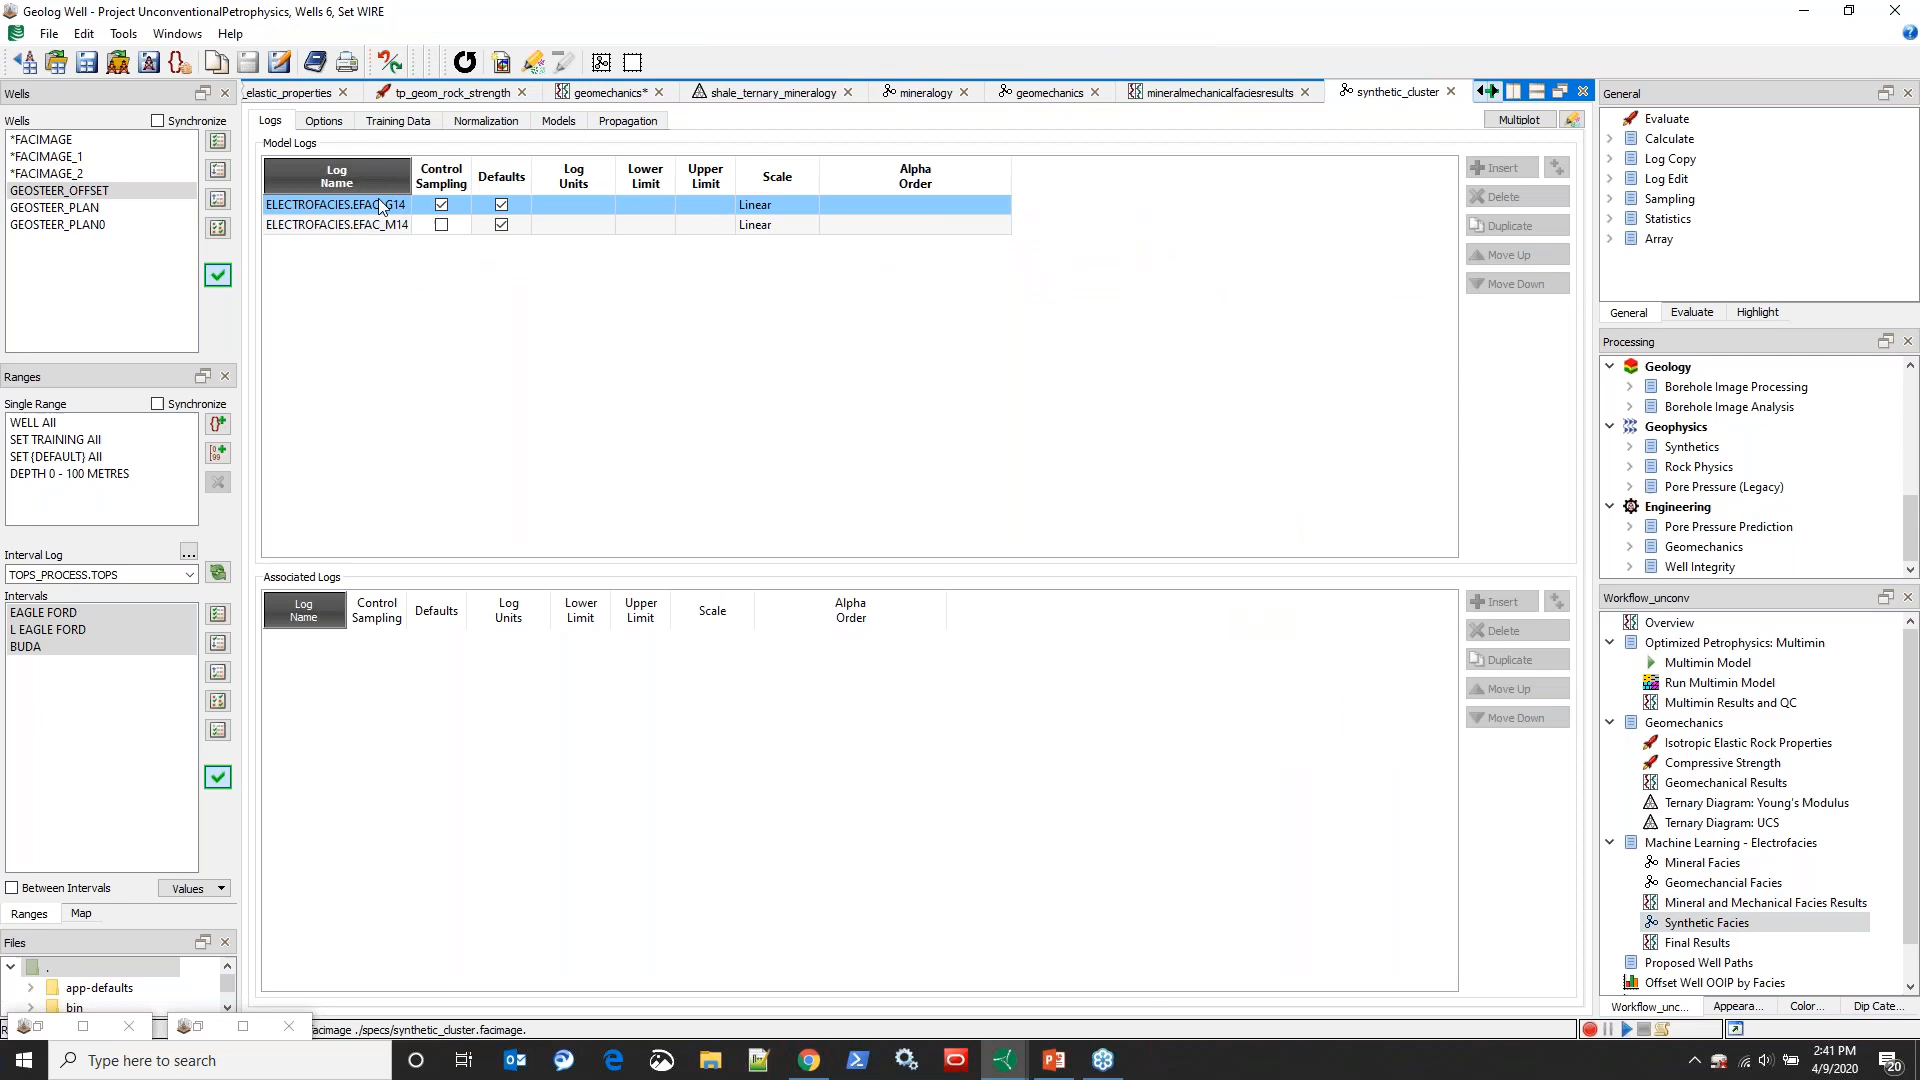 Geolog Well - Project UnconventionalPetrophysics, Wells 6, Set WIRE
File Edit Tools Windows Help
Wells
Wells Synchronize
*FACIMAGE
*FACIMAGE_1
*FACIMAGE_2
GEOSTEER_OFFSET
GEOSTEER_PLAN
GEOSTEER_PLAN0
Ranges
Single Range Synchronize
WELL All
SET TRAINING All
SET {DEFAULT} All
DEPTH 0 - 100 METRES
Interval Log ...
TOPS_PROCESS.TOPS
Intervals
EAGLE FORD
L EAGLE FORD
BUDA
Between Intervals Values
Ranges Map
Files
.
app-defaults
bin
_elastic_properties tp_geom_rock_strength geomechanics* shale_ternary_mineralogy mineralogy geomechanics mineralmechanicalfaciesresults synthetic_cluster
Logs Options Training Data Normalization Models Propagation Multiplot
Model Logs
Log Name Control Sampling Defaults Log Units Lower Limit Upper Limit Scale Alpha Order
ELECTROFACIES.EFAC_G14 Linear
ELECTROFACIES.EFAC_M14 Linear
Insert
Delete
Duplicate
Move Up
Move Down
Associated Logs
Log Name Control Sampling Defaults Log Units Lower Limit Upper Limit Scale Alpha Order
Insert
Delete
Duplicate
Move Up
Move Down
General
Evaluate
Calculate
Log Copy
Log Edit
Sampling
Statistics
Array
General Evaluate Highlight
Processing
Geology
Borehole Image Processing
Borehole Image Analysis
Geophysics
Synthetics
Rock Physics
Pore Pressure (Legacy)
Engineering
Pore Pressure Prediction
Geomechanics
Well Integrity
Workflow_unconv
Overview
Optimized Petrophysics: Multimin
Multimin Model
Run Multimin Model
Multimin Results and QC
Geomechanics
Isotropic Elastic Rock Properties
Compressive Strength
Geomechanical Results
Ternary Diagram: Young's Modulus
Ternary Diagram: UCS
Machine Learning - Electrofacies
Mineral Facies
Geomechancial Facies
Mineral and Mechanical Facies Results
Synthetic Facies
Final Results
Proposed Well Paths
Offset Well OOIP by Facies
Workflow_unc... Appeara... Color... Dip Cate...
facimage ./specs/synthetic_cluster.facimage.
Type here to search
2:41 PM
4/9/2020
20